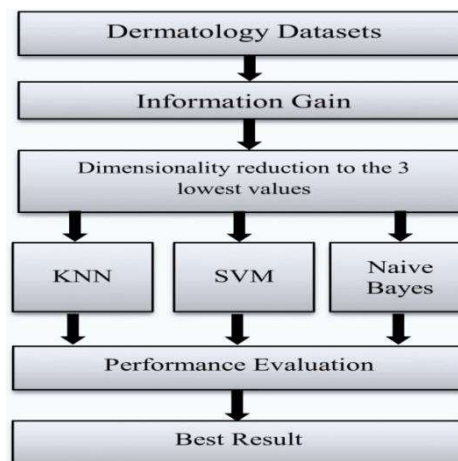 Dermatology Datasets
Information Gain
Dimensionality reduction to the 3
lowest values
KNN
SVM
Naive
Bayes
Performance Evaluation
Best Result